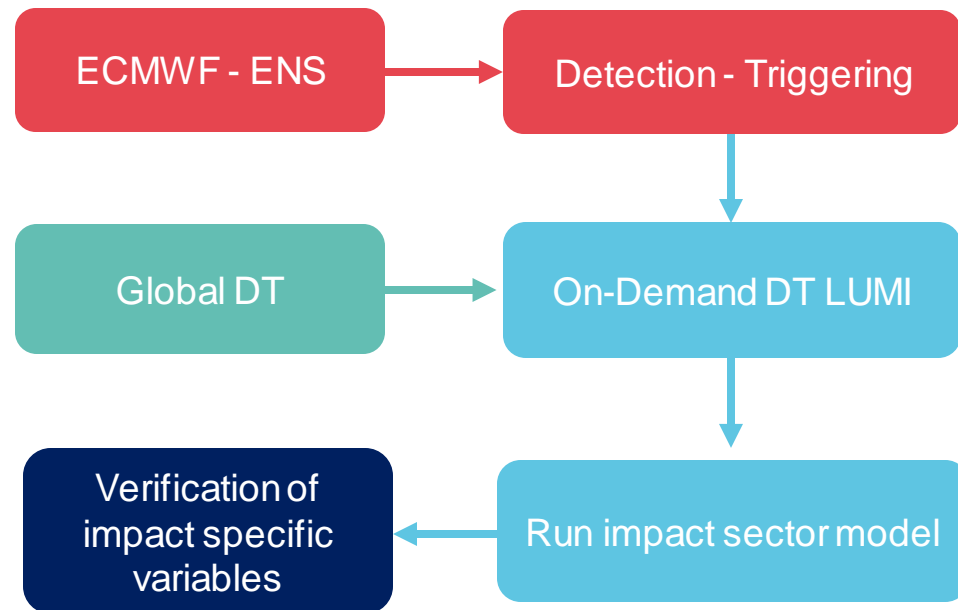 ECMWF - ENS
Detection - Triggering
Global DT
On-Demand DT LUMI
Verification of
impact specific
variables
Run impact sector model